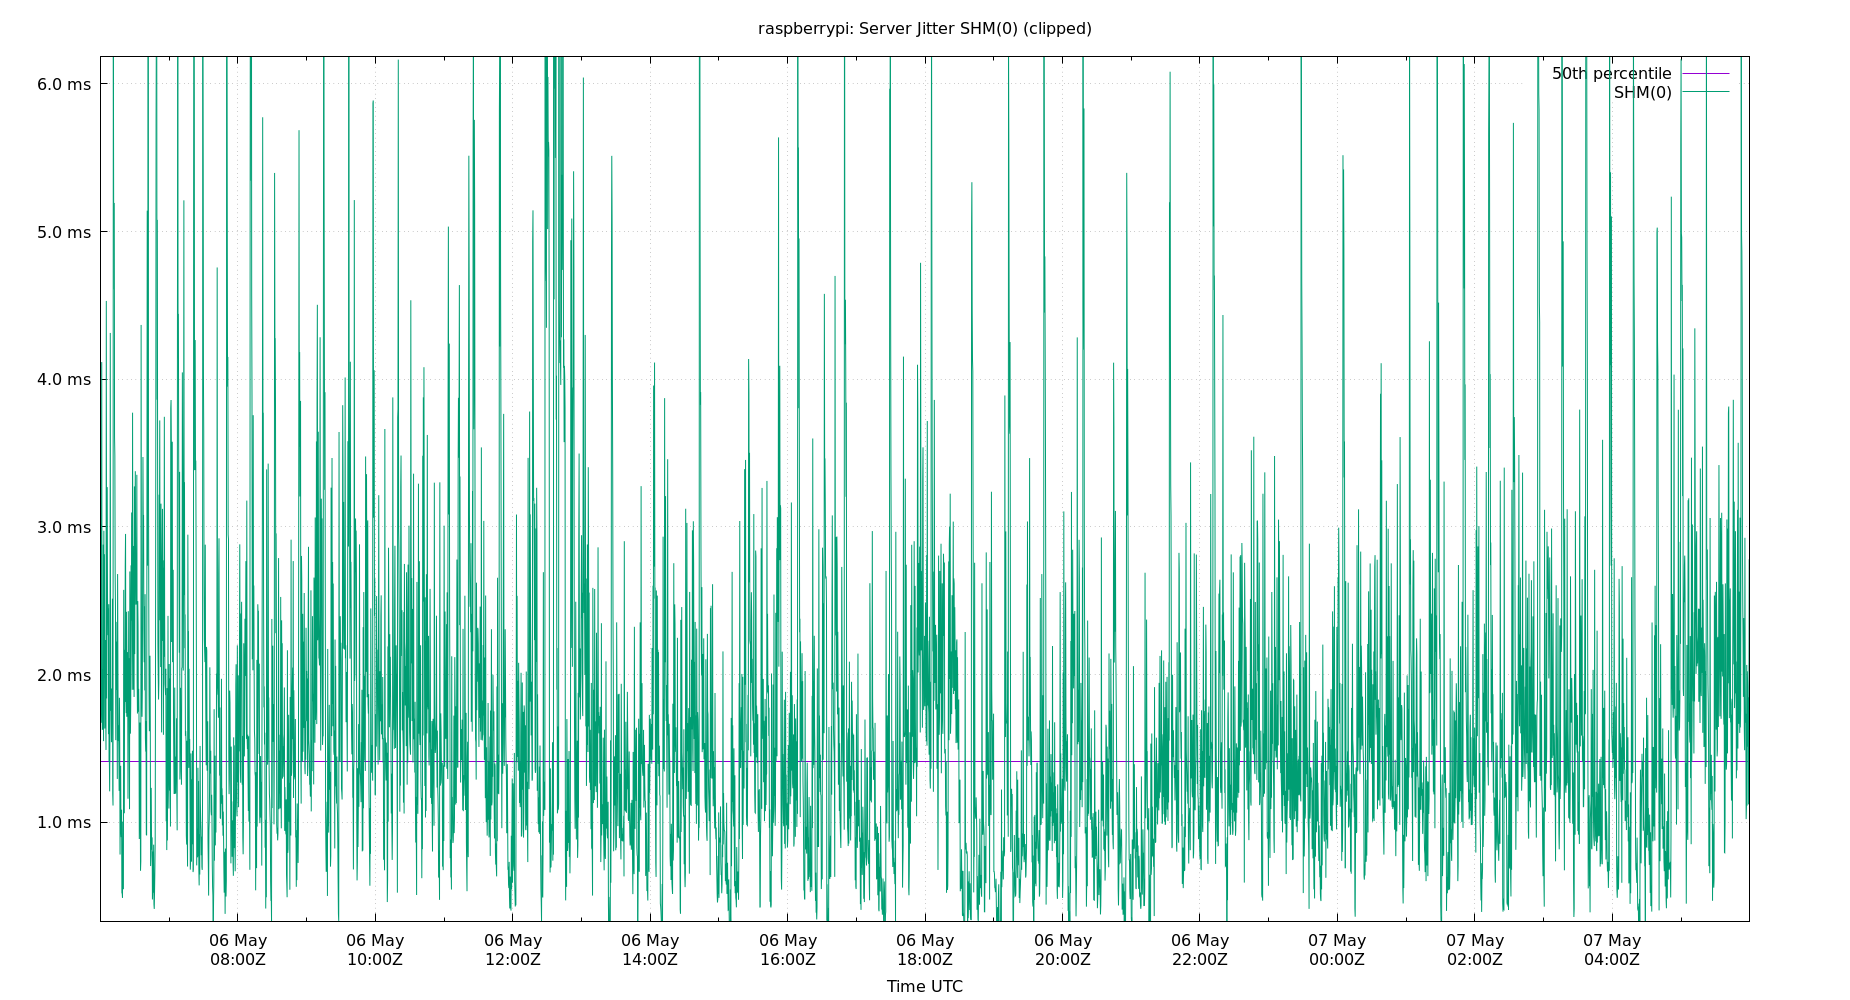 raspberrypi: Server Jitter SHM(0) (clipped)
50th percentile
SHM(0)
6.0 ms
5.0 ms
4.0 ms
3.0 ms
2.0 ms
1.0 ms
06 May 06 May 06 May 06 May 06 May 06 May 06 May 06 May 07 May 07 May 07 May
08:00Z 10:00Z 12:00Z 14:00Z 16:00Z 18:00Z 20:00Z 22:00Z 00:00Z 02:00Z 04:00Z
Time UTC